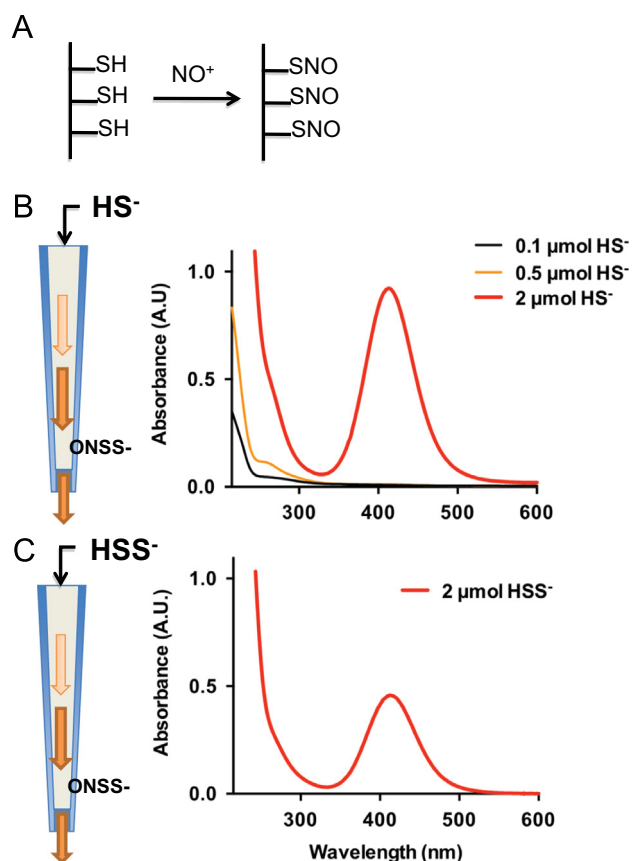 A
SH
SH
SH
NO⁺
SNO
SNO
SNO
B
HS⁻
ONSS-
Absorbance (A.U)
1.0
0.5
0.0
300 400 500 600
0.1 µmol HS⁻
0.5 µmol HS⁻
2 µmol HS⁻
C
HSS⁻
ONSS-
Absorbance (A.U.)
1.0
0.5
0.0
300 400 500 600
Wavelength (nm)
2 µmol HSS⁻